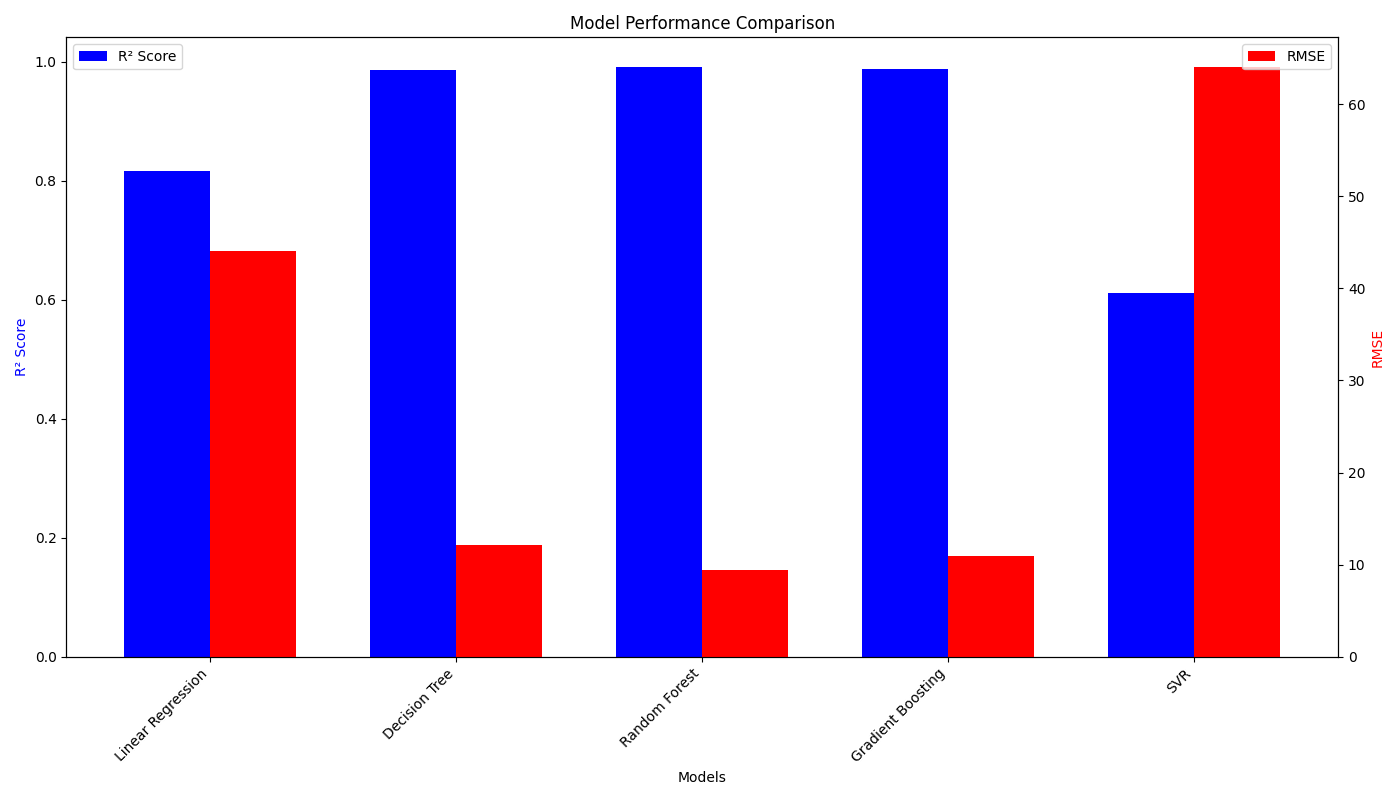 Model Performance Comparison
R² Score
RMSE
1.0
0.8
0.6
0.4
0.2
0.0
R² Score
60
50
40
30
20
10
0
RMSE
Linear Regression
Decision Tree
Random Forest
Gradient Boosting
SVR
Models